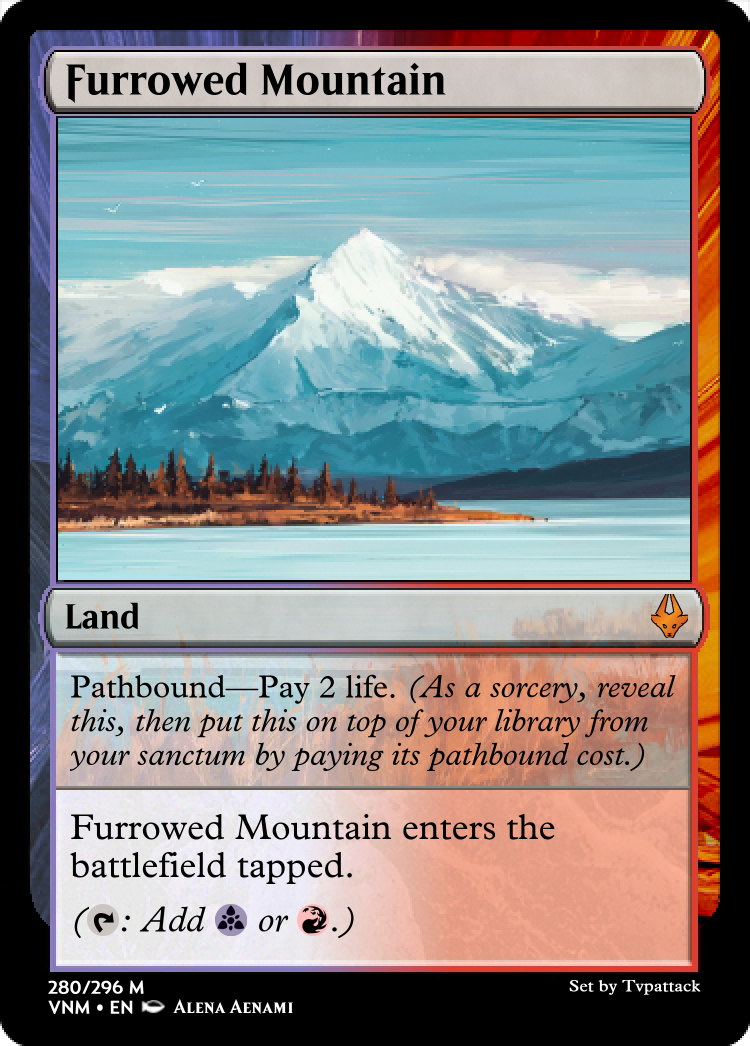 Furrowed Mountain
Land
Pathbound—Pay 2 life. (As a sorcery, reveal
this, then put this on top of your library from
your sanctum by paying its pathbound cost.)
Furrowed Mountain enters the
battlefield tapped.
(: Add or .)
280/296 M
Set by Tvpattack
VNM • EN ALENA AENAMI